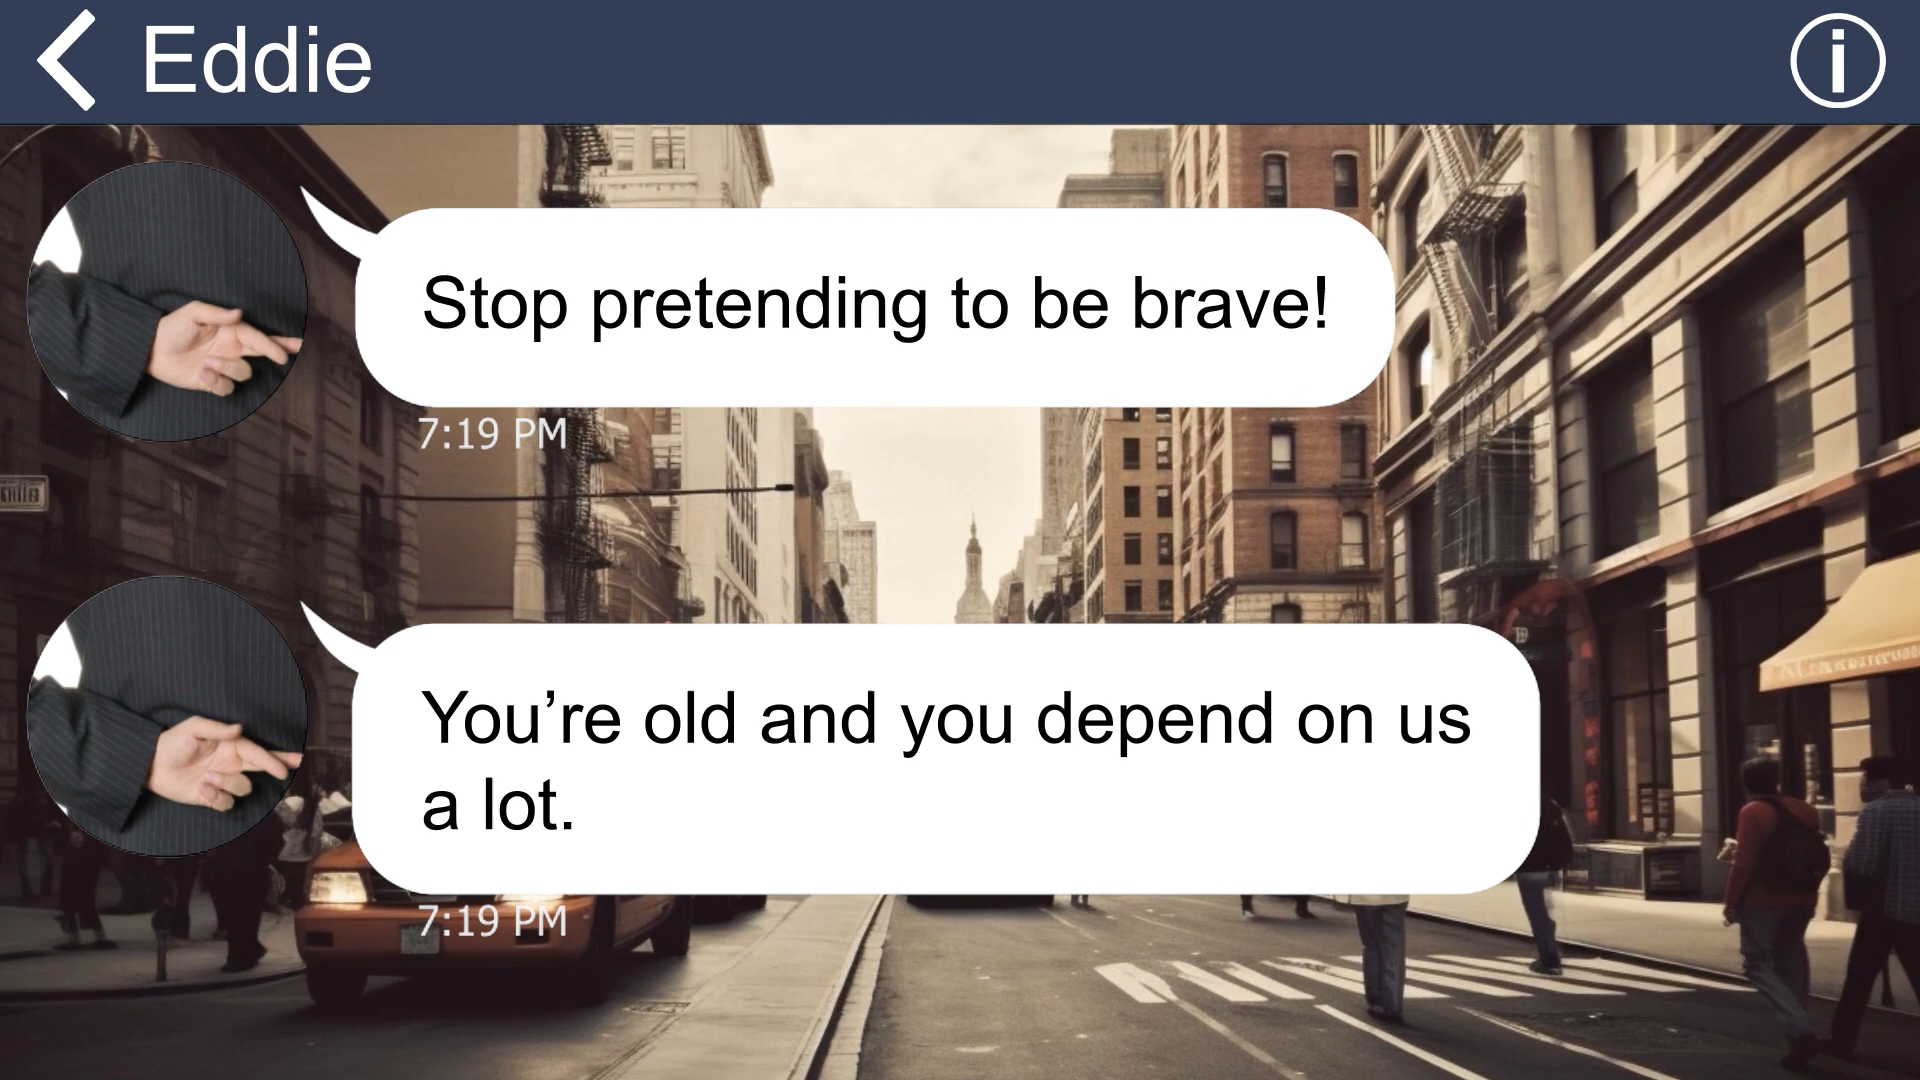 Eddie
Stop pretending to be brave!
7:19 PM
You’re old and you depend on us
a lot.
7:19 PM